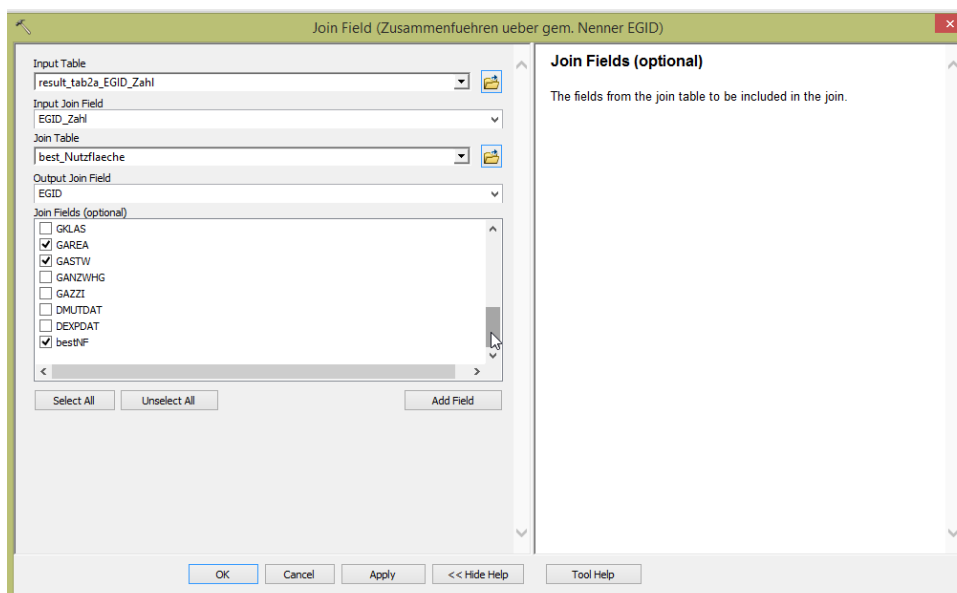 Join Field (Zusammenfuehren ueber gem. Nenner EGID)
Input Table
result_tab2a_EGID_Zahl
Input Join Field
EGID_Zahl
Join Table
best_Nutzflaeche
Output Join Field
EGID
Join Fields (optional)
GKLAS
GAREA
GASTW
GANZWHG
GAZZI
DMUTDAT
DEXPDAT
bestNF
Select All Unselect All Add Field
Join Fields (optional)
The fields from the join table to be included in the join.
OK Cancel Apply << Hide Help Tool Help